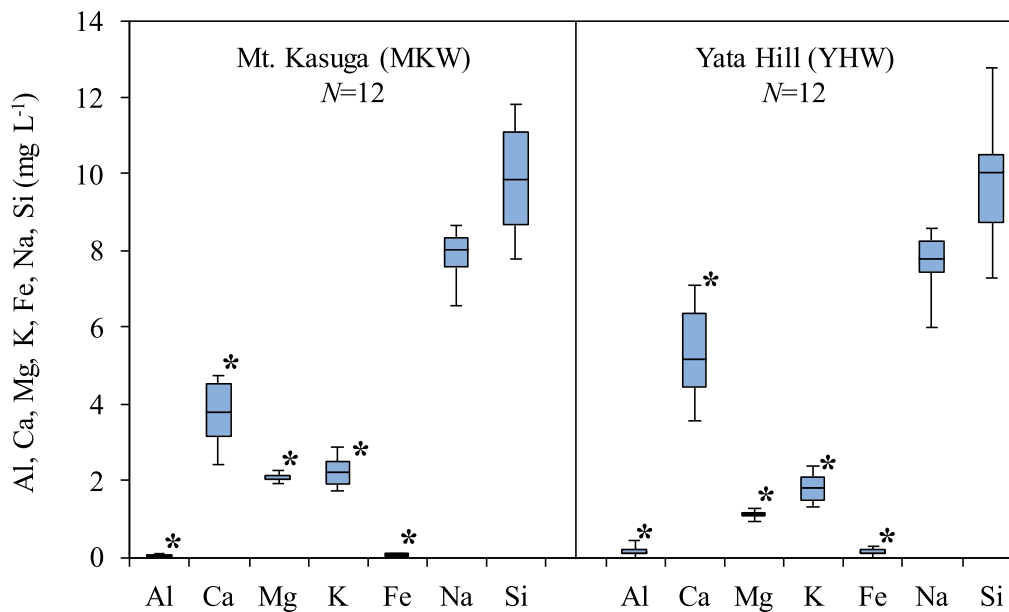 Al, Ca, Mg, K, Fe, Na, Si (mg L-1)
14
12
10
8
6
4
2
0
Mt. Kasuga (MKW)
N=12
*
*
*
*
*
Al Ca Mg K Fe Na Si
Yata Hill (YHW)
N=12
*
*
*
*
*
Al Ca Mg K Fe Na Si